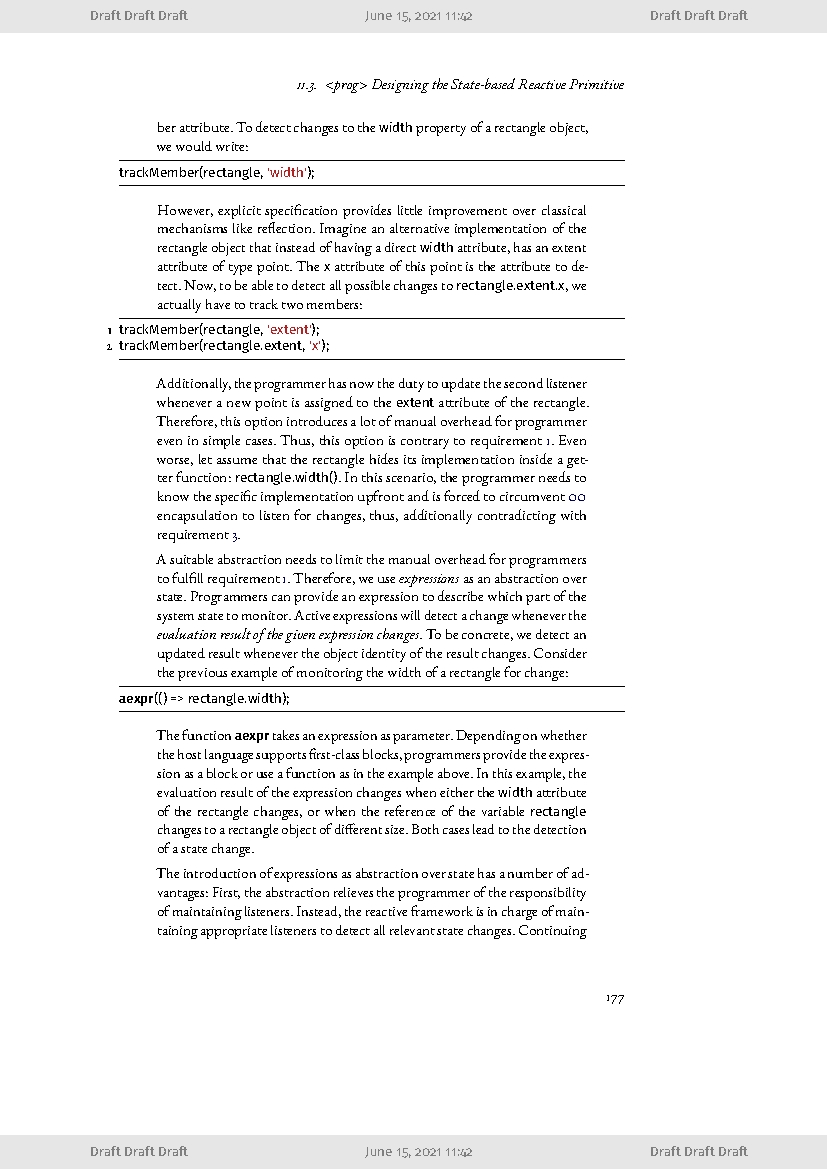 Draft Draft Draft June 15, 2021 11:42 Draft Draft Draft
11.3. <prog> Designing the State-based Reactive Primitive
ber attribute. To detect changes to the width property of a rectangle object,
we would write:
trackMember(rectangle, 'width');
However, explicit specification provides little improvement over classical
mechanisms like reflection. Imagine an alternative implementation of the
rectangle object that instead of having a direct width attribute, has an extent
attribute of type point. The x attribute of this point is the attribute to de-
tect. Now, to be able to detect all possible changes to rectangle.extent.x, we
actually have to track two members:
1 trackMember(rectangle, 'extent');
2 trackMember(rectangle.extent, 'x');
Additionally, the programmer has now the duty to update the second listener
whenever a new point is assigned to the extent attribute of the rectangle.
Therefore, this option introduces a lot of manual overhead for programmer
even in simple cases. Thus, this option is contrary to requirement 1. Even
worse, let assume that the rectangle hides its implementation inside a get-
ter function: rectangle.width(). In this scenario, the programmer needs to
know the specific implementation upfront and is forced to circumvent OO
encapsulation to listen for changes, thus, additionally contradicting with
requirement 3.
A suitable abstraction needs to limit the manual overhead for programmers
to fulfill requirement 1. Therefore, we use expressions as an abstraction over
state. Programmers can provide an expression to describe which part of the
system state to monitor. Active expressions will detect a change whenever the
evaluation result of the given expression changes. To be concrete, we detect an
updated result whenever the object identity of the result changes. Consider
the previous example of monitoring the width of a rectangle for change:
aexpr(() => rectangle.width);
The function aexpr takes an expression as parameter. Depending on whether
the host language supports first-class blocks, programmers provide the expres-
sion as a block or use a function as in the example above. In this example, the
evaluation result of the expression changes when either the width attribute
of the rectangle changes, or when the reference of the variable rectangle
changes to a rectangle object of different size. Both cases lead to the detection
of a state change.
The introduction of expressions as abstraction over state has a number of ad-
vantages: First, the abstraction relieves the programmer of the responsibility
of maintaining listeners. Instead, the reactive framework is in charge of main-
taining appropriate listeners to detect all relevant state changes. Continuing
177
Draft Draft Draft June 15, 2021 11:42 Draft Draft Draft